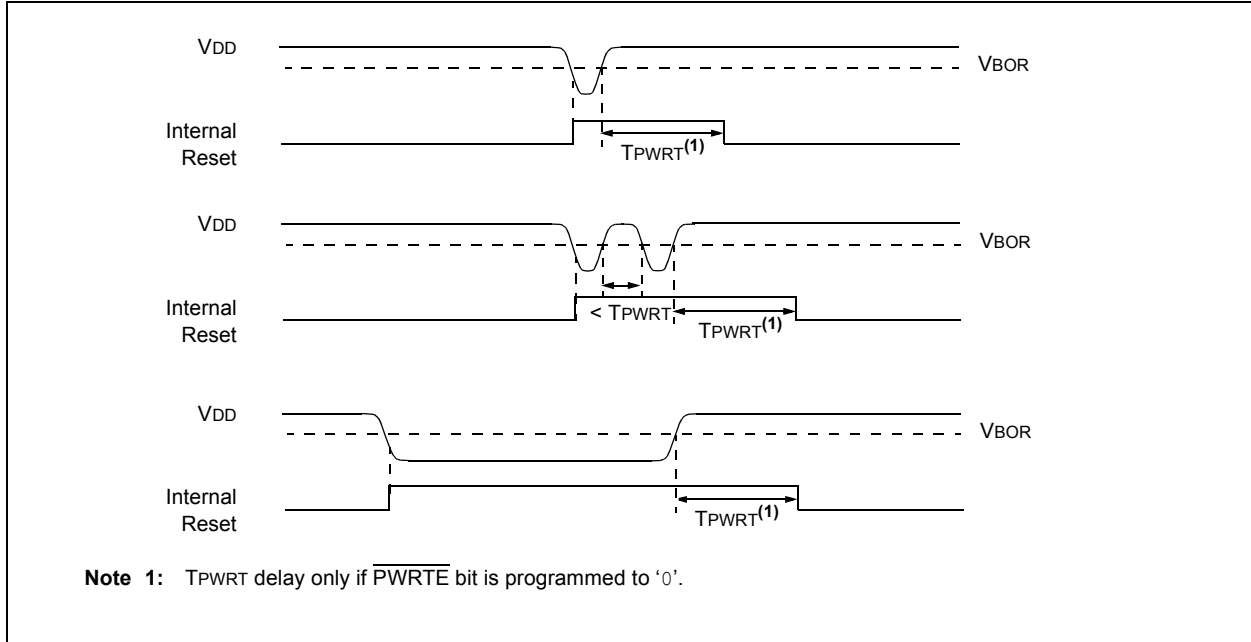 VDD
VBOR
Internal
Reset
TPWRT(1)
VDD
VBOR
Internal
Reset
< TPWRT
TPWRT(1)
VDD
VBOR
Internal
Reset
TPWRT(1)
Note 1: TPWRT delay only if PWRTE bit is programmed to ‘0’.